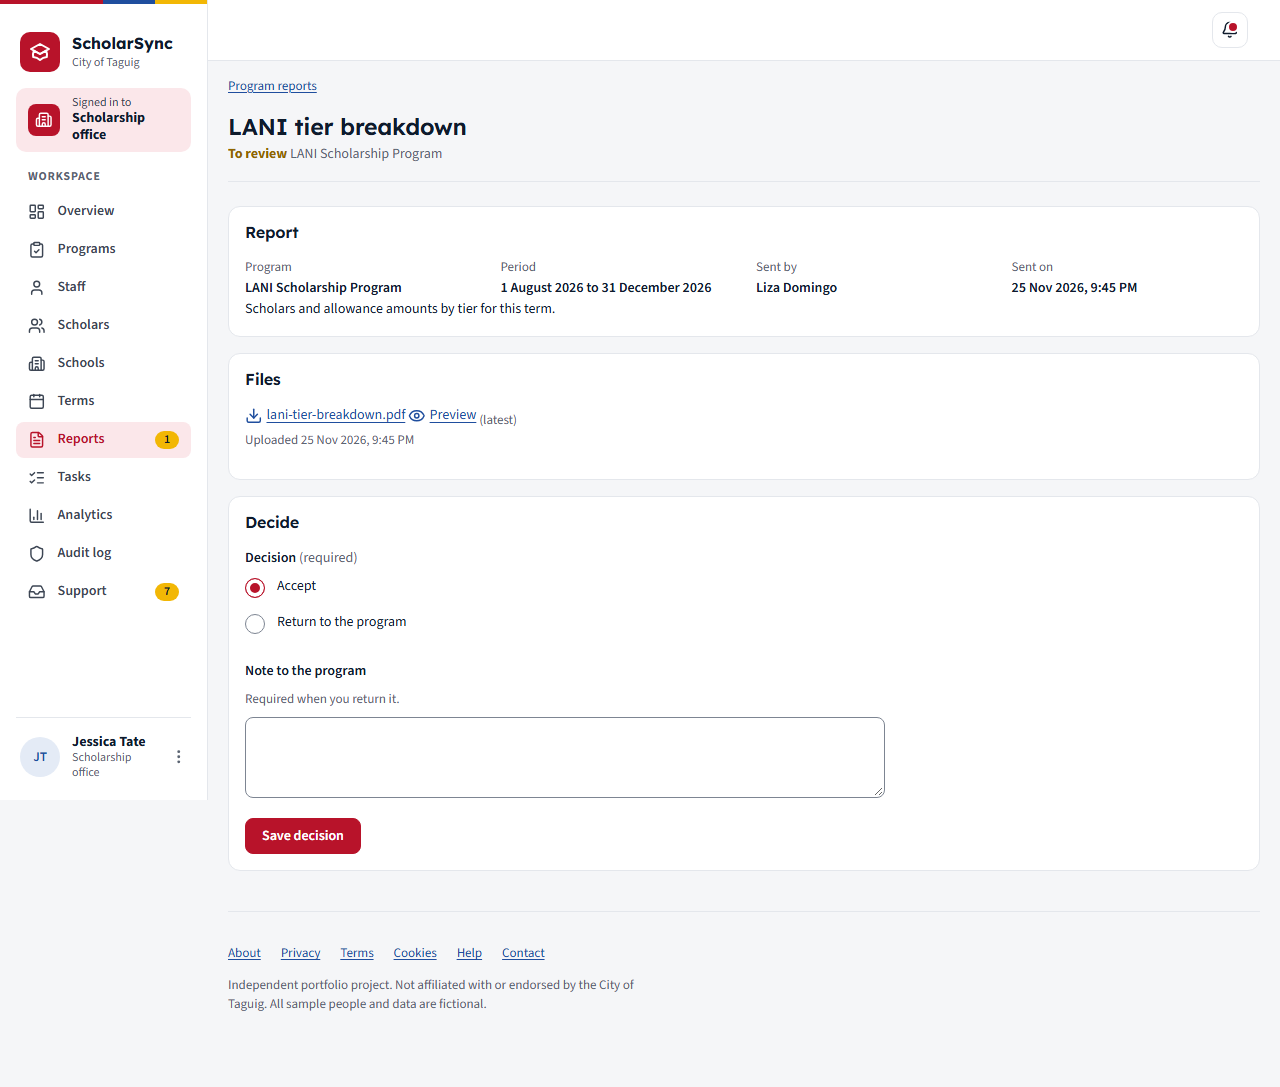 ScholarSync
City of Taguig
Signed in to
Scholarship
office
WORKSPACE
Overview
Programs
Staff
Scholars
Schools
Terms
Reports 1
Tasks
Analytics
Audit log
Support 7
Jessica Tate
JT
Scholarship
office
Program reports
LANI tier breakdown
To review LANI Scholarship Program
Report
Program Period Sent by Sent on
LANI Scholarship Program 1 August 2026 to 31 December 2026 Liza Domingo 25 Nov 2026, 9:45 PM
Scholars and allowance amounts by tier for this term.
Files
lani-tier-breakdown.pdf Preview (latest)
Uploaded 25 Nov 2026, 9:45 PM
Decide
Decision (required)
Accept
Return to the program
Note to the program
Required when you return it.
Save decision
About Privacy Terms Cookies Help Contact
Independent portfolio project. Not affiliated with or endorsed by the City of
Taguig. All sample people and data are fictional.